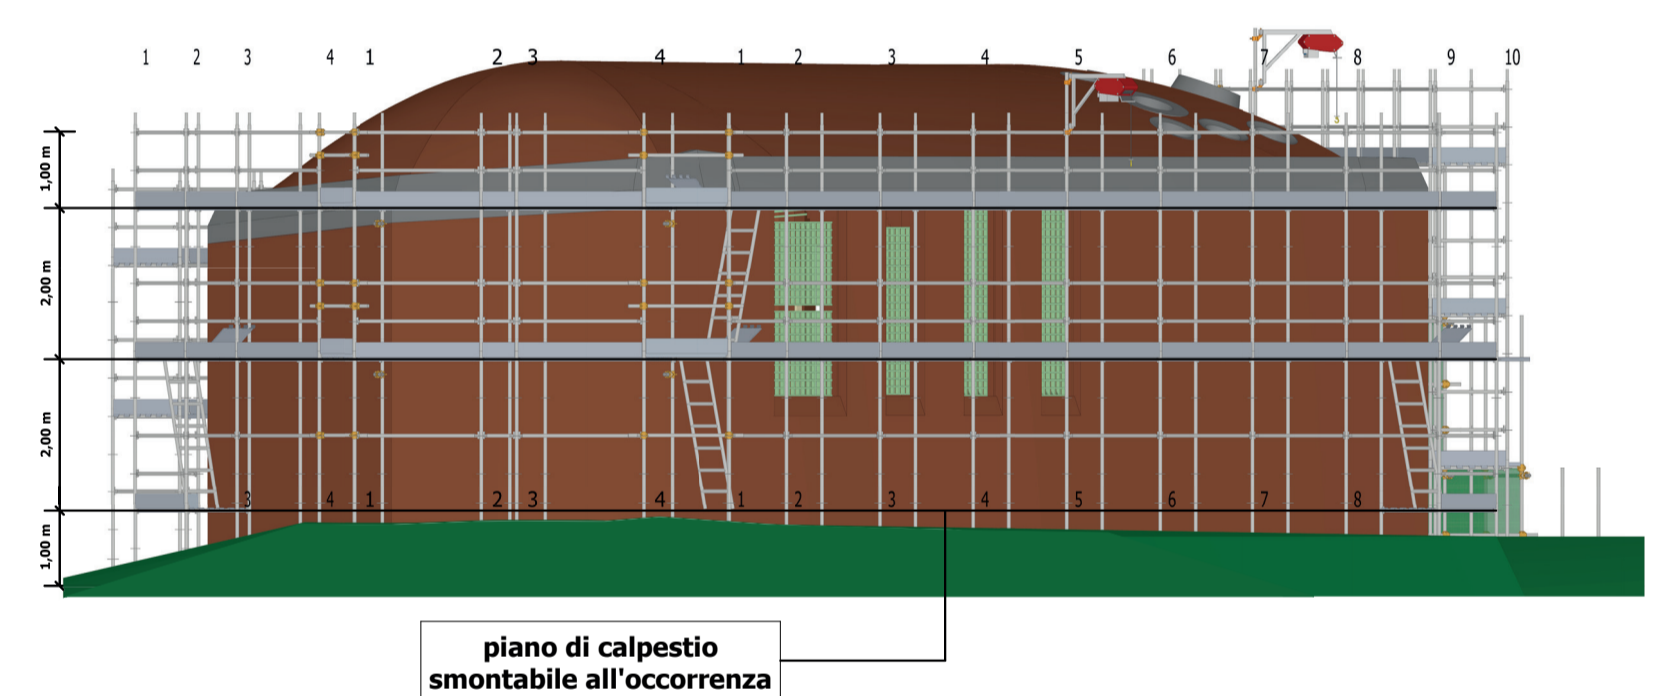 1 2 3 4 1 2 3 4 1 2 3 4 5 6 7 8 9 10
1,00 m
2,00 m
2,00 m
1,00 m
3 4 1 2 3 4 1 2 3 4 5 6 7 8
piano di calpestio
smontabile all'occorrenza